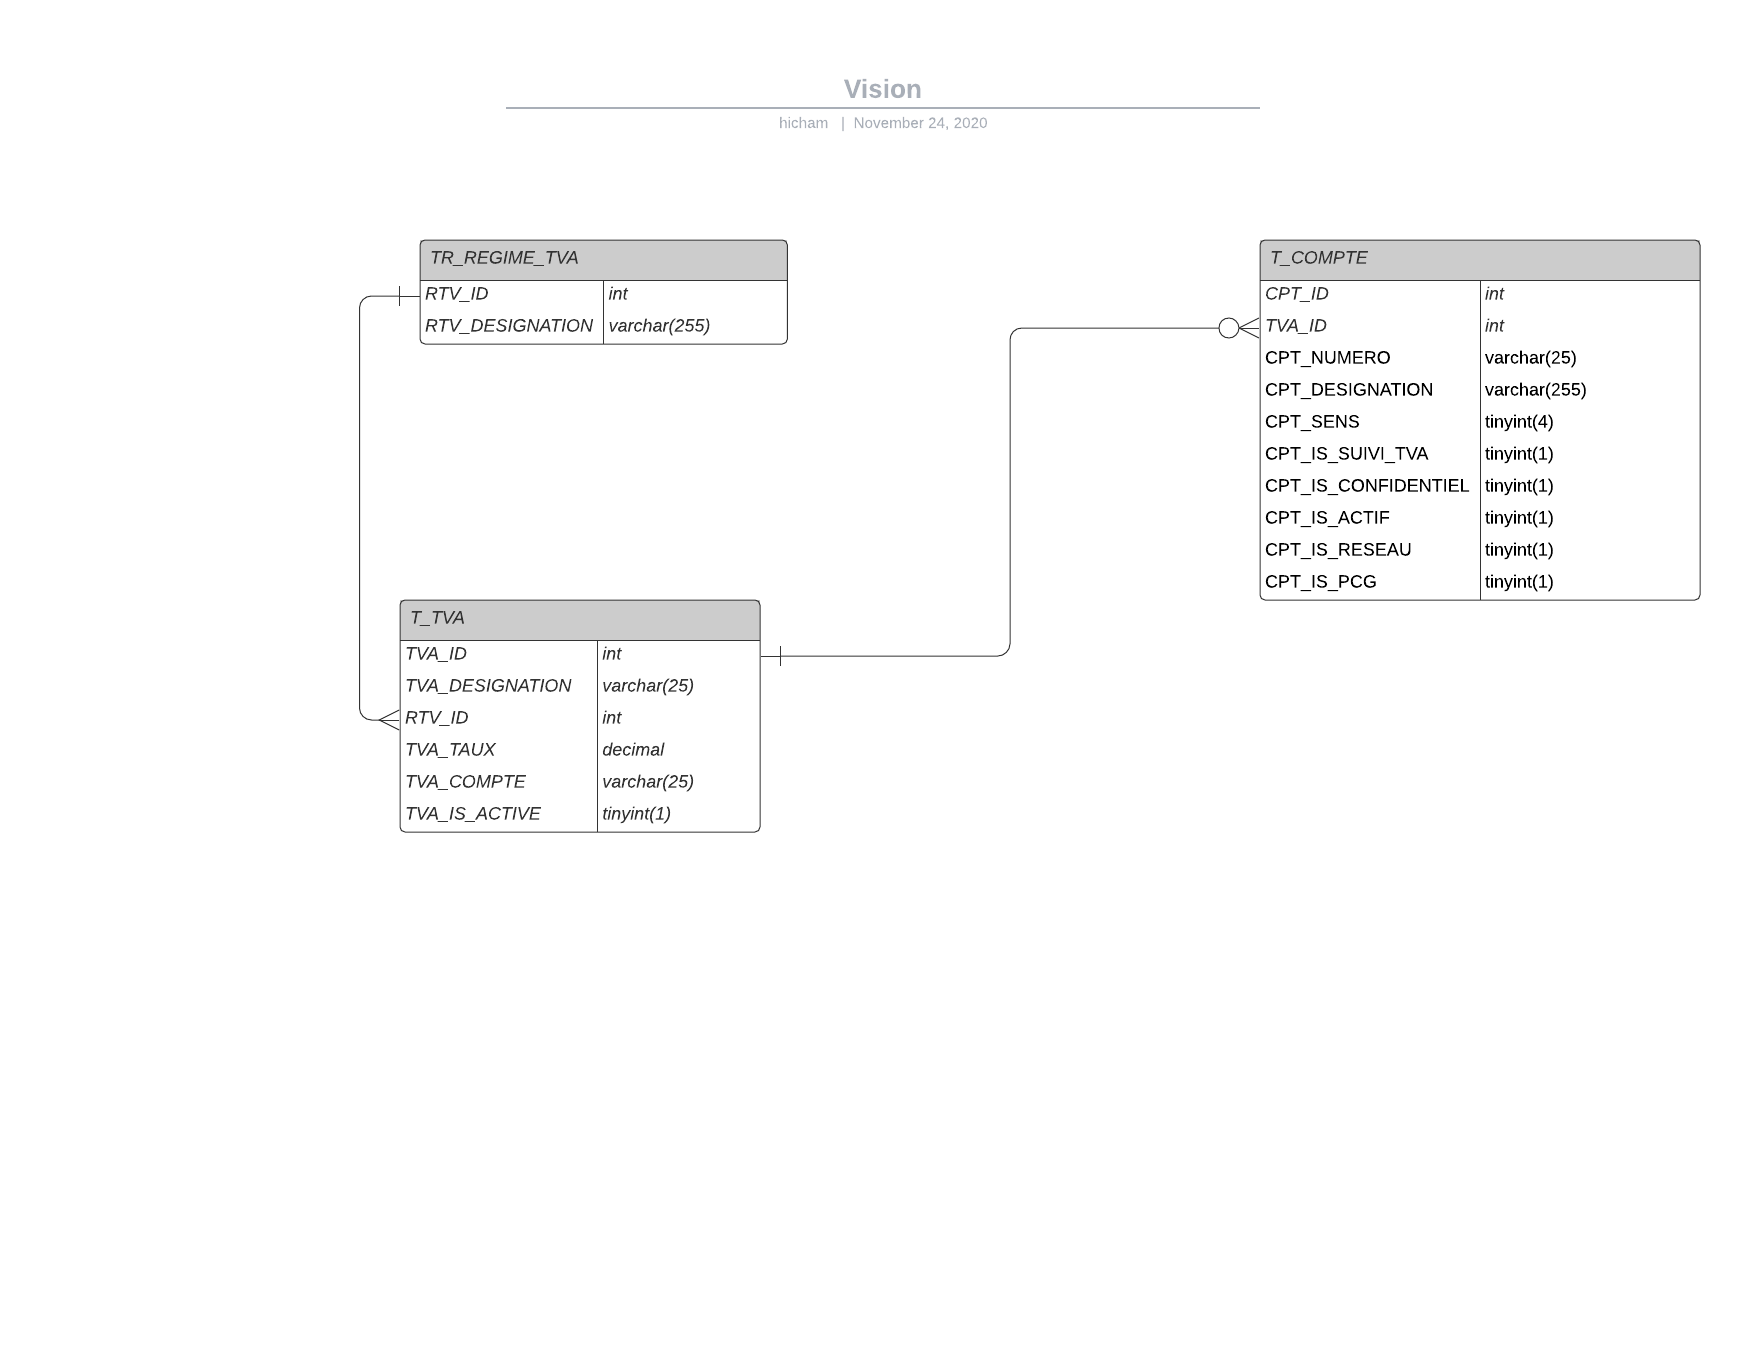 Vision
hicham | November 24, 2020
TR_REGIME_TVA
RTV_ID int
RTV_DESIGNATION varchar(255)
T_COMPTE
CPT_ID int
TVA_ID int
CPT_NUMERO varchar(25)
CPT_DESIGNATION varchar(255)
CPT_SENS tinyint(4)
CPT_IS_SUIVI_TVA tinyint(1)
CPT_IS_CONFIDENTIEL tinyint(1)
CPT_IS_ACTIF tinyint(1)
CPT_IS_RESEAU tinyint(1)
CPT_IS_PCG tinyint(1)
T_TVA
TVA_ID int
TVA_DESIGNATION varchar(25)
RTV_ID int
TVA_TAUX decimal
TVA_COMPTE varchar(25)
TVA_IS_ACTIVE tinyint(1)